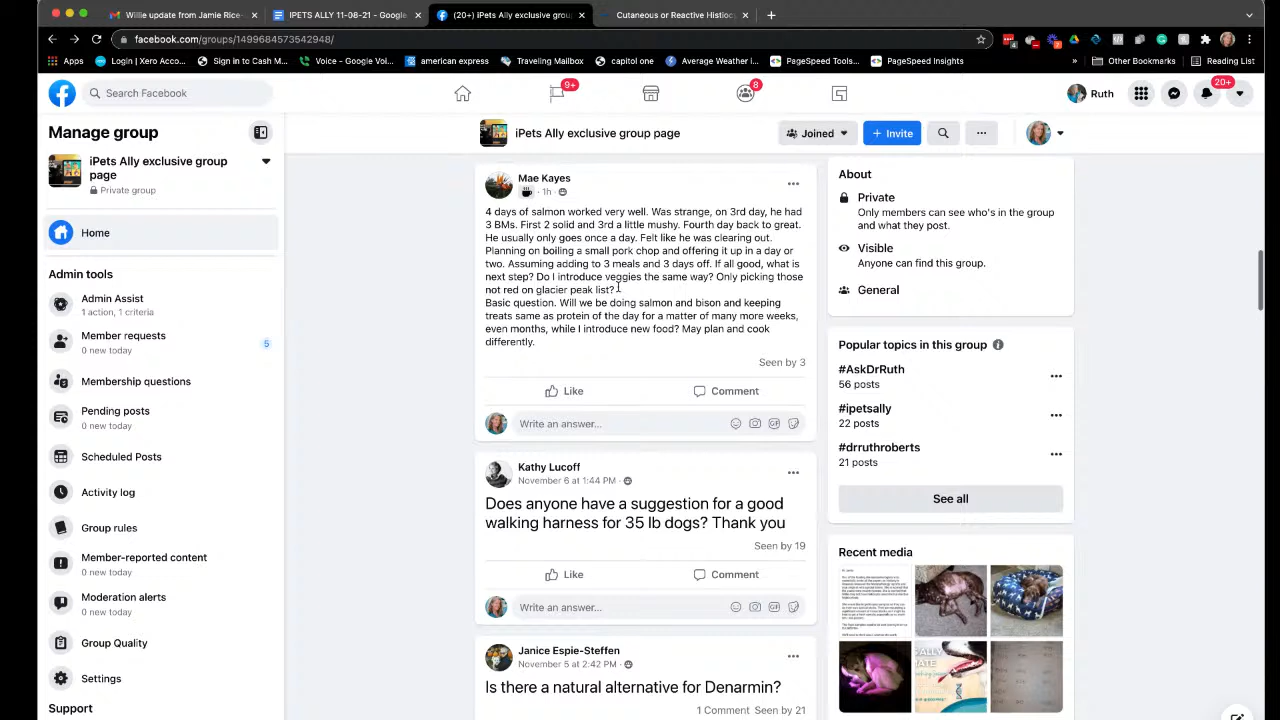 Willie update from Jamie Rice-
IPETS ALLY 11-08-21 - Google
(20+) iPets Ally exclusive grou
Cutaneous or Reactive Histioc
facebook.com/groups/1499684573542948/
Apps
Login | Xero Acco...
Sign in to Cash M...
Voice - Google Voi...
american express
Traveling Mailbox
capitol one
Average Weather i...
PageSpeed Tools...
PageSpeed Insights
»
Other Bookmarks
Reading List
Search Facebook
9+
8
Ruth
20+
Manage group
iPets Ally exclusive group page
Private group
Home
Admin tools
Admin Assist
1 action, 1 criteria
Member requests
0 new today
5
Membership questions
Pending posts
0 new today
Scheduled Posts
Activity log
Group rules
Member-reported content
0 new today
Moderation alerts
0 new today
Group Quality
Settings
Support
iPets Ally exclusive group page
Joined
+ Invite
Mae Kayes
1h
4 days of salmon worked very well. Was strange, on 3rd day, he had
3 BMs. First 2 solid and 3rd a little mushy. Fourth day back to great.
He usually only goes once a day. Felt like he was clearing out.
Planning on boiling a small pork chop and offering it up in a day or
two. Assuming adding to 3 meals and 3 days off. If all good, what is
next step? Do I introduce veggies the same way? Only picking those
not red on glacier peak list?
Basic question. Will we be doing salmon and bison and keeping
treats same as protein of the day for a matter of many more weeks,
even months, while I introduce new food? May plan and cook
differently.
Seen by 3
Like
Comment
Write an answer...
Kathy Lucoff
November 6 at 1:44 PM
Does anyone have a suggestion for a good
walking harness for 35 lb dogs? Thank you
Seen by 19
Like
Comment
Write an answer...
Janice Espie-Steffen
November 5 at 2:42 PM
Is there a natural alternative for Denarmin?
1 Comment Seen by 21
About
Private
Only members can see who's in the group
and what they post.
Visible
Anyone can find this group.
General
Popular topics in this group
#AskDrRuth
56 posts
#ipetsally
22 posts
#drruthroberts
21 posts
See all
Recent media